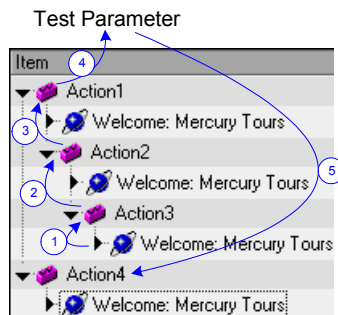 Test Parameter
Item
4
Action1
Welcome: Mercury Tours
3
Action2
Welcome: Mercury Tours
2
5
Action3
1
Welcome: Mercury Tours
Action4
Welcome: Mercury Tours